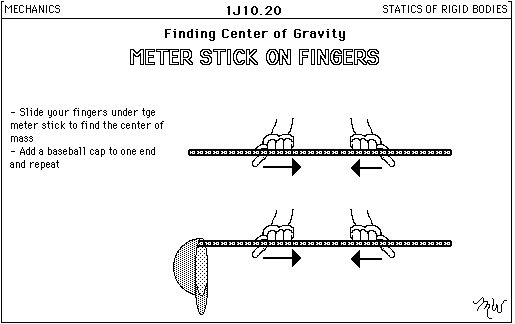 MECHANICS
1J10.20
STATICS OF RIGID BODIES
Finding Center of Gravity
METER STICK ON FINGERS
- Slide your fingers under tge
meter stick to find the center of
mass
- Add a baseball cap to one end
and repeat
MW